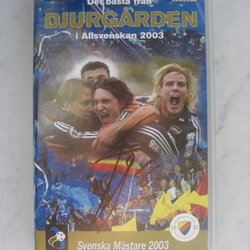 Det bästa från
DJURGÅRDEN
i Allsvenskan 2003
Svenska Mästare 2003